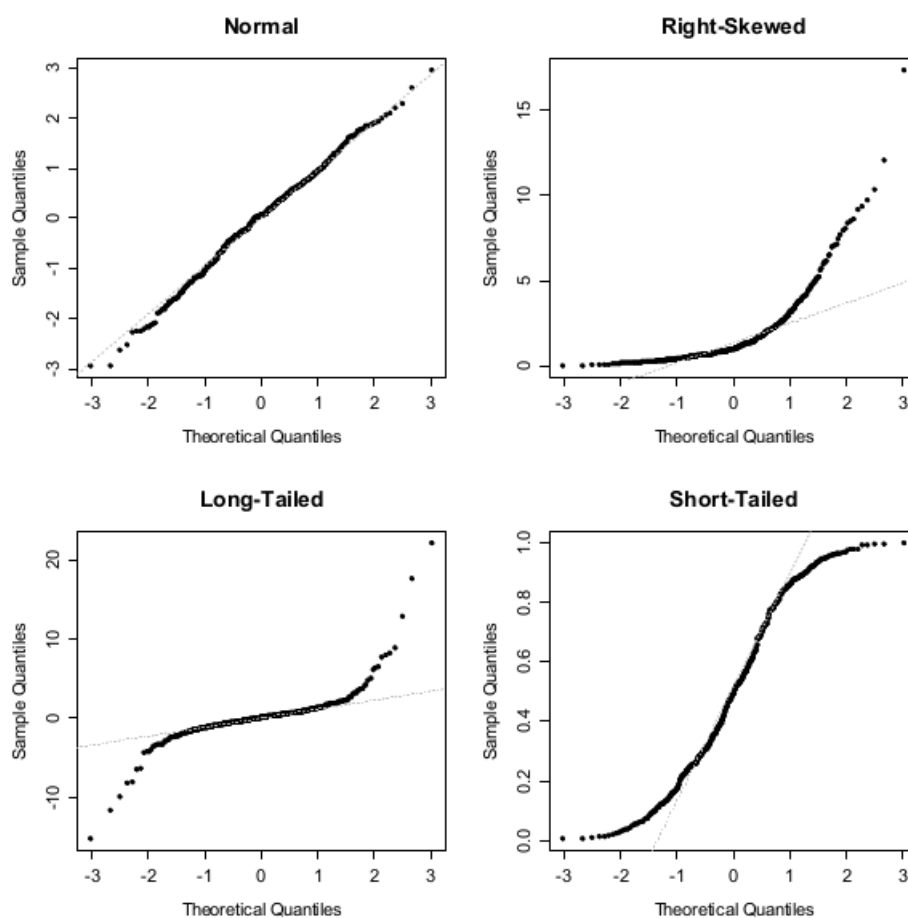 Normal
Sample Quantiles
3
2
1
0
-1
-2
-3
-3 -2 -1 0 1 2 3
Theoretical Quantiles
Right-Skewed
Sample Quantiles
15
10
5
0
-3 -2 -1 0 1 2 3
Theoretical Quantiles
Long-Tailed
Sample Quantiles
20
10
0
-10
-3 -2 -1 0 1 2 3
Theoretical Quantiles
Short-Tailed
Sample Quantiles
1.0
0.8
0.6
0.4
0.2
0.0
-3 -2 -1 0 1 2 3
Theoretical Quantiles